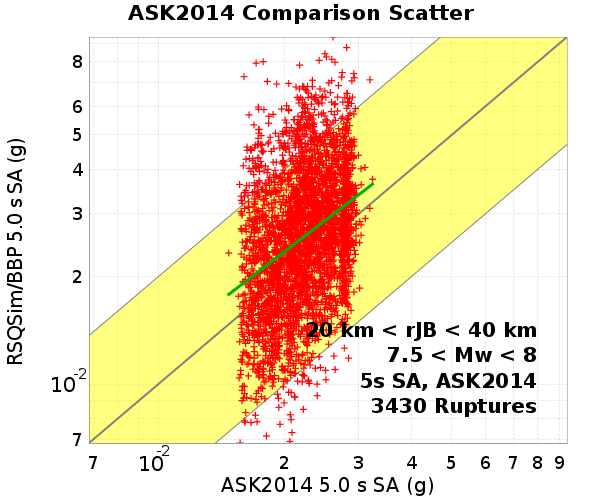 ASK2014 Comparison Scatter
RSQSim/BBP 5.0 s SA (g)
8
6
5
4
3
2
10⁻²
7
20 km < rJB < 40 km
7.5 < Mw < 8
5s SA, ASK2014
3430 Ruptures
7 10⁻² 2 3 4 5 6 7 8 9
ASK2014 5.0 s SA (g)